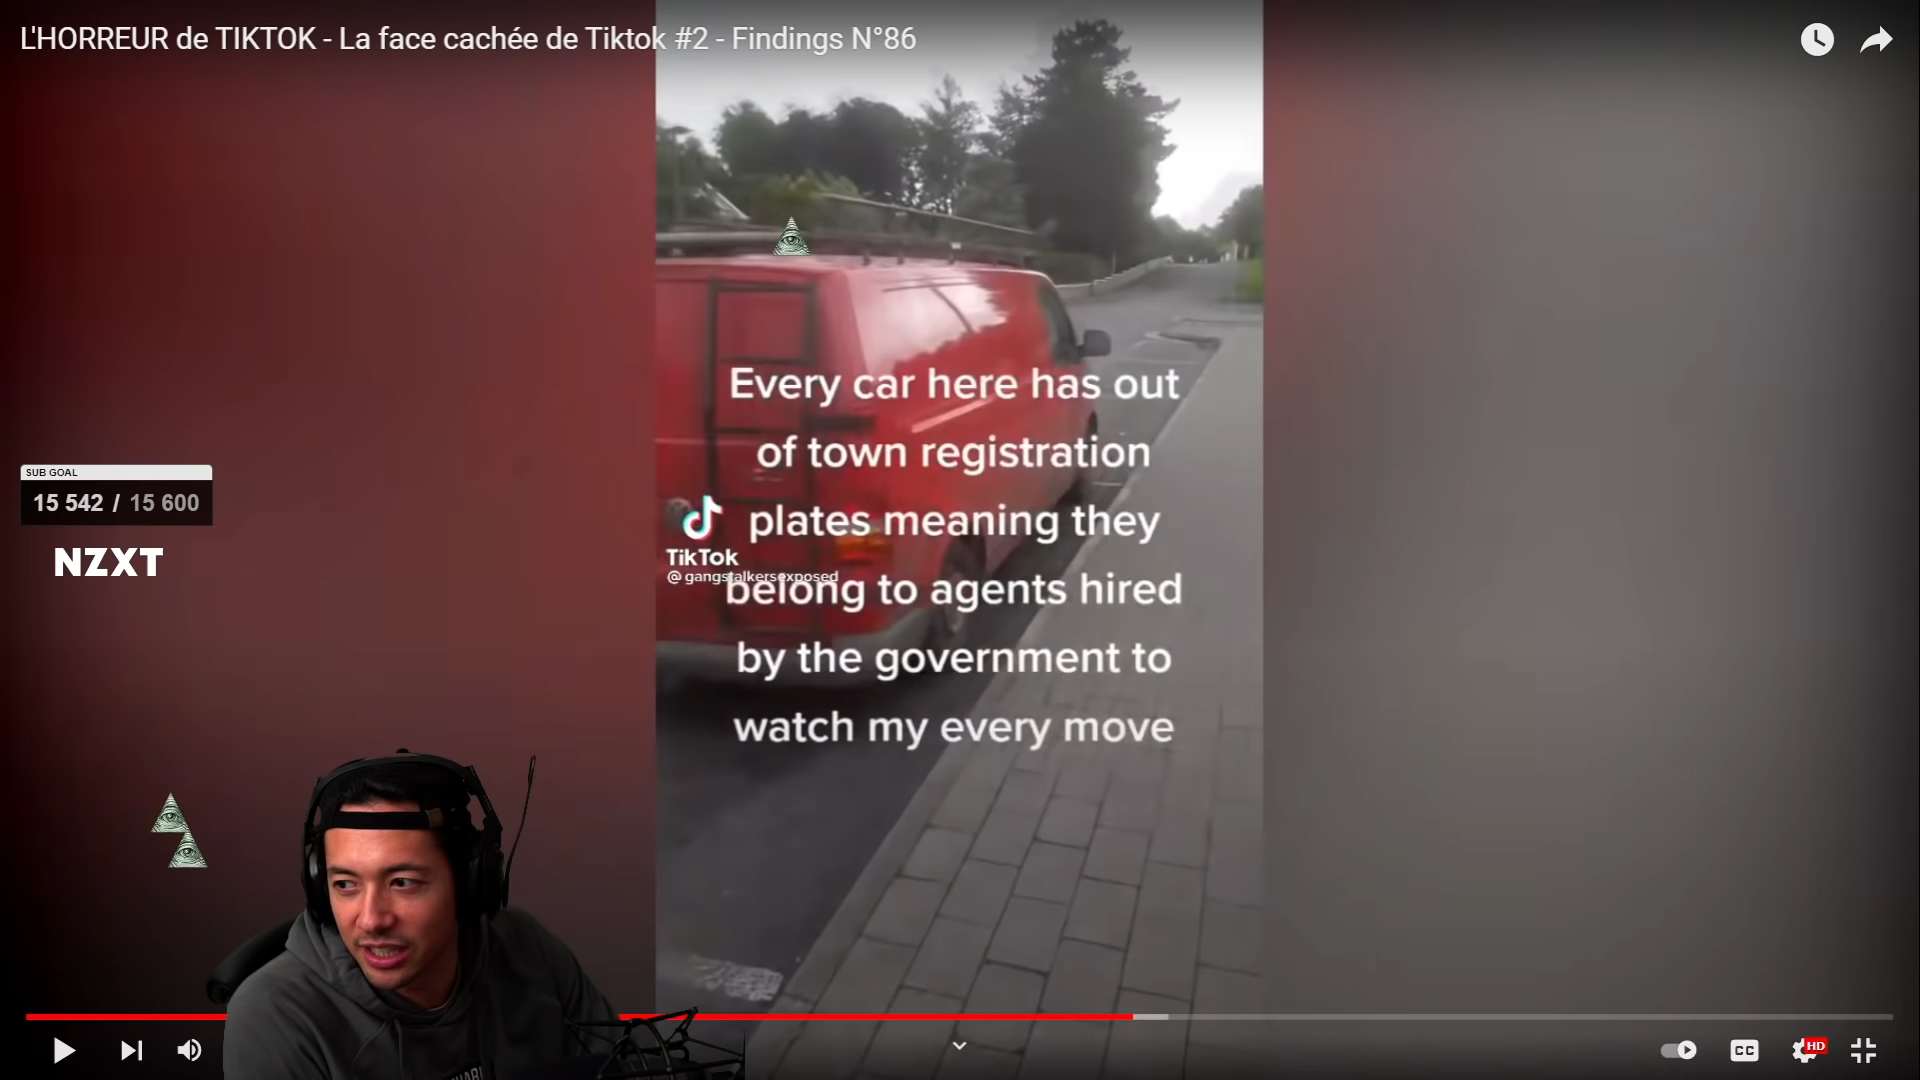 L'HORREUR de TIKTOK - La face cachée de Tiktok #2 - Findings N°86
Every car here has out
of town registration
plates meaning they
belong to agents hired
by the government to
watch my every move
TikTok
@gangstalkersexposed
SUB GOAL
15 542 / 15 600
NZXT
CC
HD